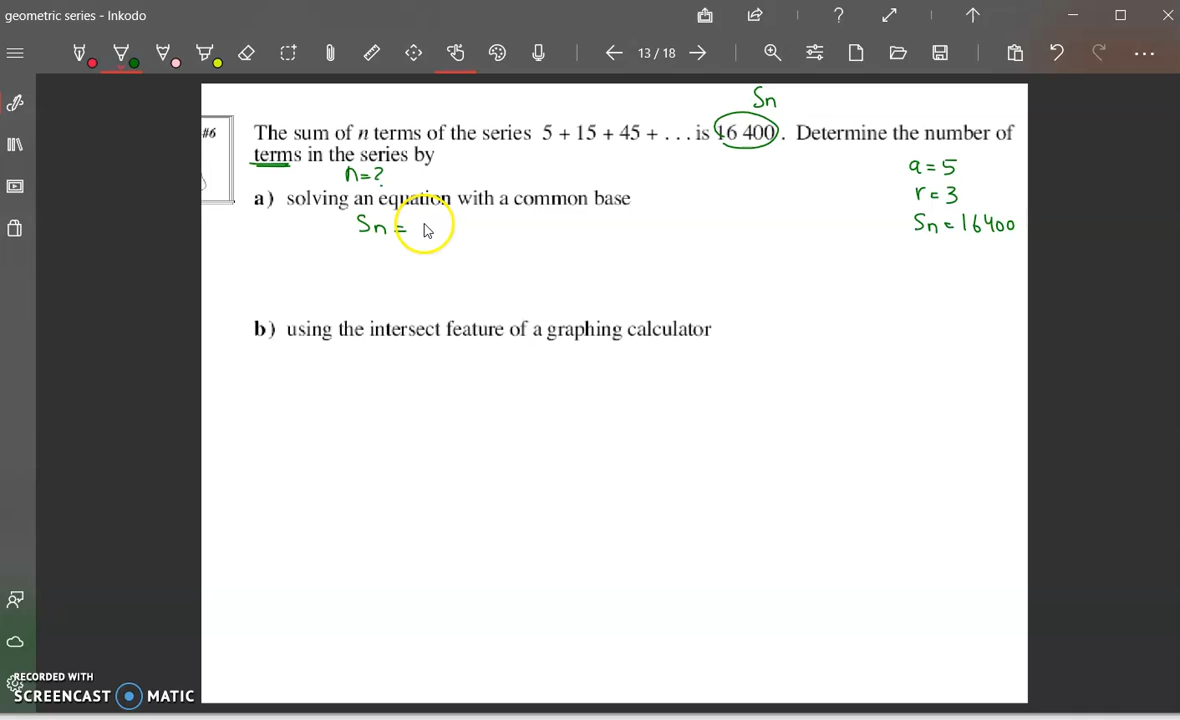 geometric series - Inkodo
13 / 18
Sn
#6
The sum of n terms of the series 5 + 15 + 45 + . . . is 16 400 . Determine the number of
terms in the series by
n = ?
a = 5
r = 3
Sn = 16400
a ) solving an equation with a common base
Sn =
b ) using the intersect feature of a graphing calculator
RECORDED WITH
SCREENCAST MATIC